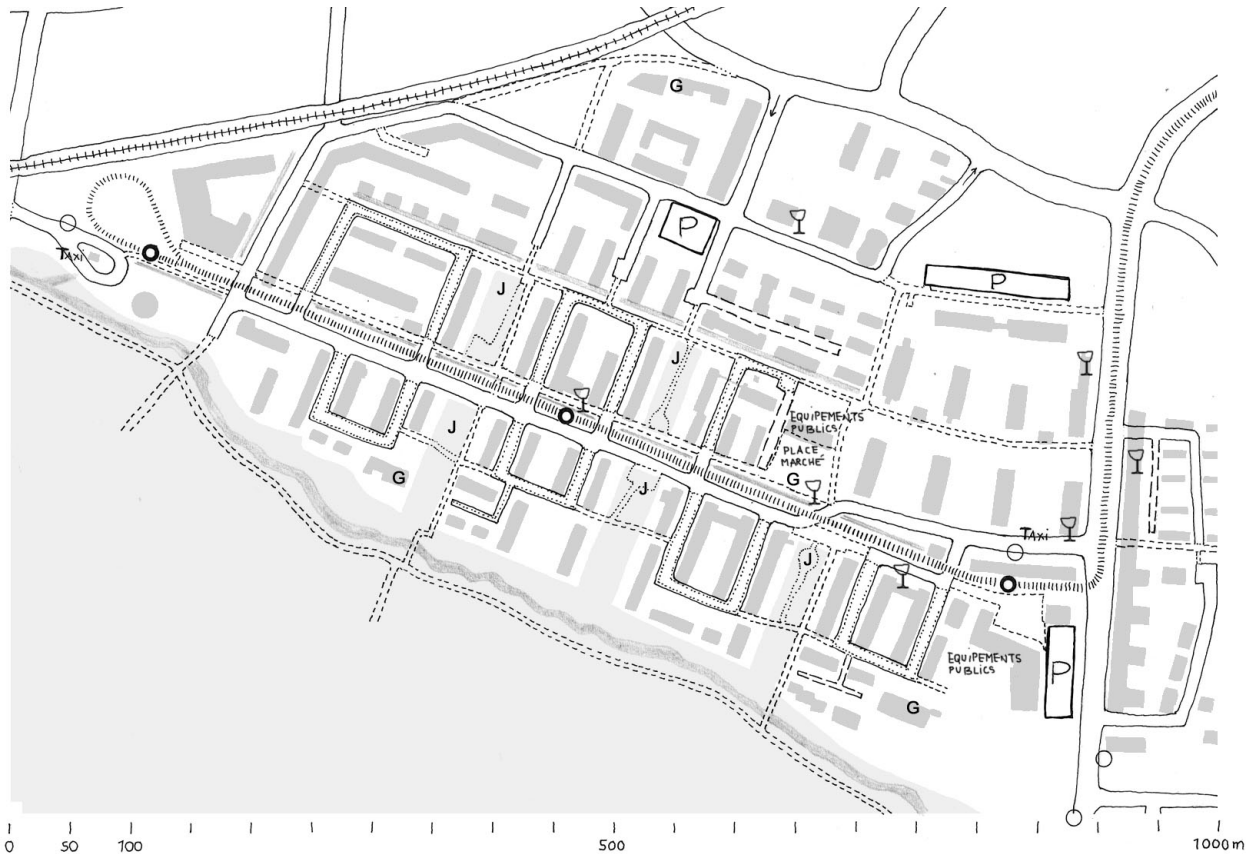 G
P
TAXI
P
J
J
EQUIPEMENTS
PUBLICS
PLACE
MARCHÉ
J
G
G
J
TAXI
J
EQUIPEMENTS
PUBLICS
P
G
0 50 100 500 1000 m